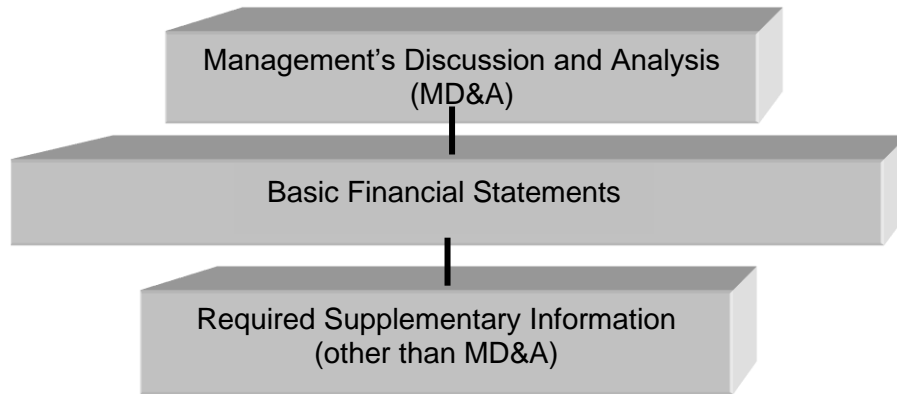 Management’s Discussion and Analysis
(MD&A)
Basic Financial Statements
Required Supplementary Information
(other than MD&A)